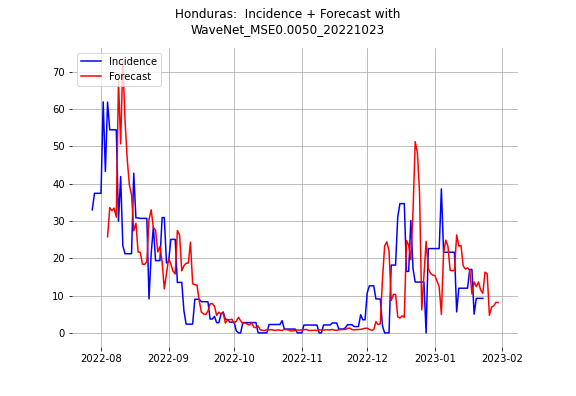 Honduras:  Incidence + Forecast with
WaveNet_MSE0.0050_20221023
Incidence
Forecast
70
60
50
40
30
20
10
0
2022-08 2022-09 2022-10 2022-11 2022-12 2023-01 2023-02